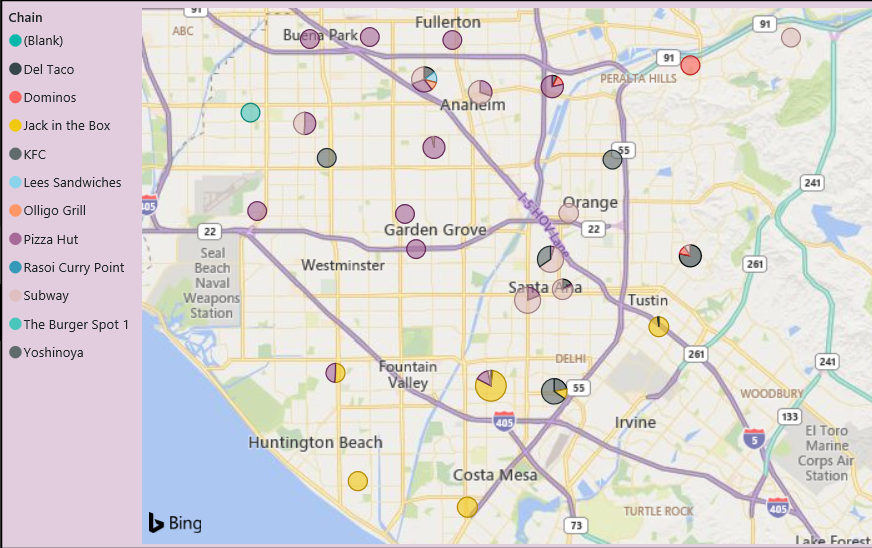 Chain
(Blank)
Del Taco
Dominos
Jack in the Box
KFC
Lees Sandwiches
Olligo Grill
Pizza Hut
Rasoi Curry Point
Subway
The Burger Spot 1
Yoshinoya
91
ABC
Buena Park
Fullerton
91
91
PERALTA HILLS
Anaheim
55
241
405
I-5 HOV Lane
Orange
22
22
Garden Grove
Westminster
261
Seal
Beach
Naval
Weapons
Station
Santa Ana
Tustin
DELHI
261
241
Fountain
Valley
55
WOODBURY
133
405
Irvine
5
El Toro
Marine
Corps Air
Station
Huntington Beach
Costa Mesa
TURTLE ROCK
405
73
Lake Forest
Bing